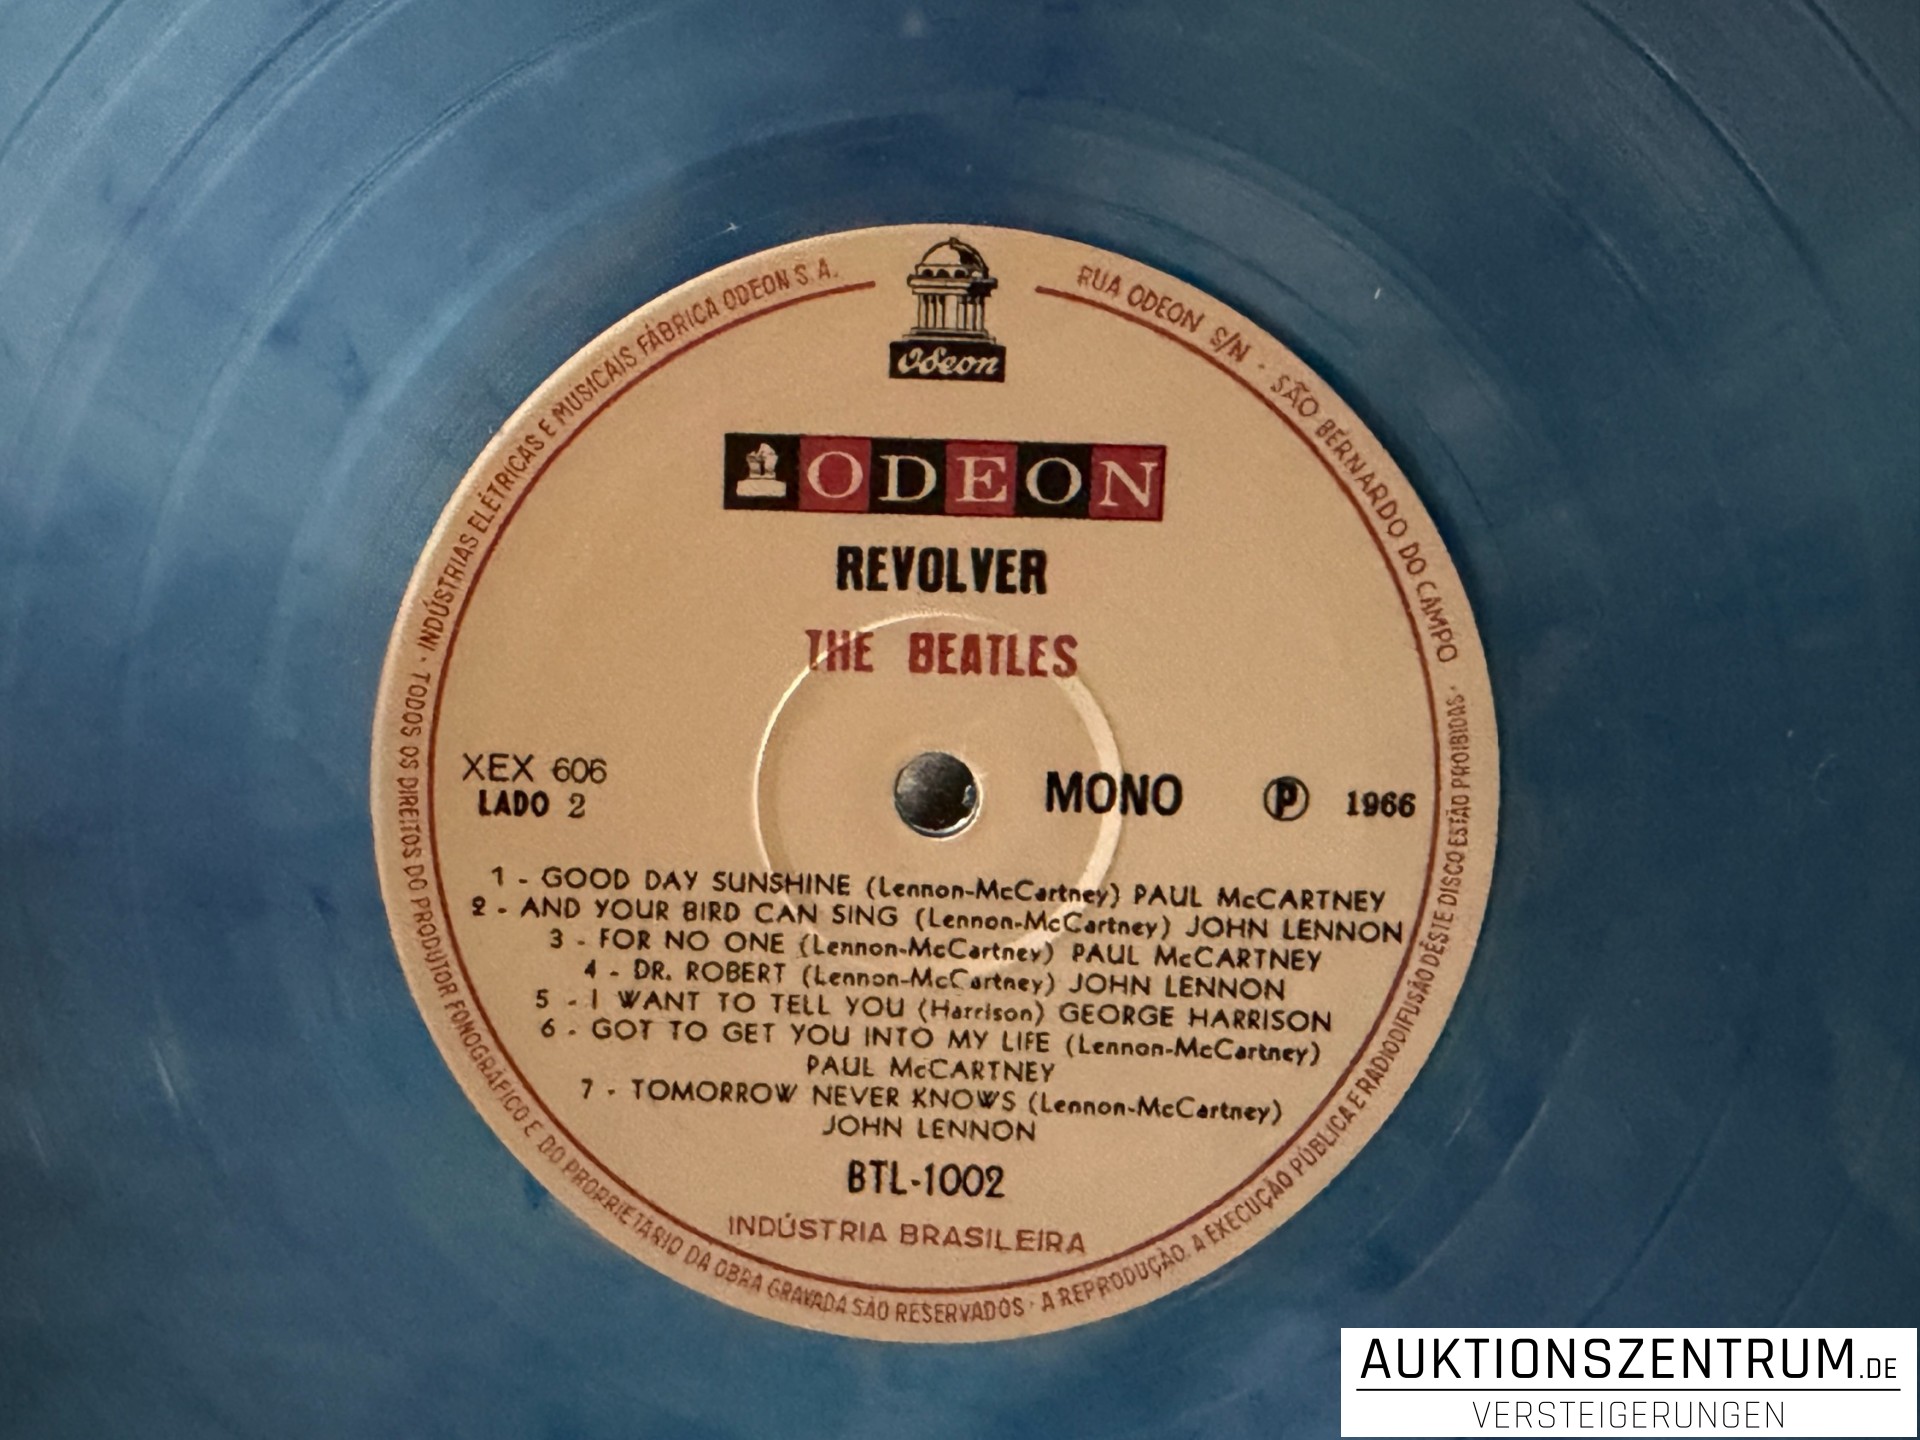 INDÚSTRIAS ELÉTRICAS E MUSICAIS FÁBRICA ODEON S.A.
RUA ODEON S/N - SÃO BERNARDO DO CAMPO
Odeon
ODEON
REVOLVER
THE BEATLES
XEX 606
LADO 2
MONO
Ⓟ 1966
1 - GOOD DAY SUNSHINE (Lennon-McCartney) PAUL McCARTNEY
2 - AND YOUR BIRD CAN SING (Lennon-McCartney) JOHN LENNON
3 - FOR NO ONE (Lennon-McCartney) PAUL McCARTNEY
4 - DR. ROBERT (Lennon-McCartney) JOHN LENNON
5 - I WANT TO TELL YOU (Harrison) GEORGE HARRISON
6 - GOT TO GET YOU INTO MY LIFE (Lennon-McCartney)
PAUL McCARTNEY
7 - TOMORROW NEVER KNOWS (Lennon-McCartney)
JOHN LENNON
BTL-1002
INDÚSTRIA BRASILEIRA
TODOS OS DIREITOS DO PRODUTOR FONOGRÁFICO E DO PROPRIETÁRIO DA OBRA GRAVADA SÃO RESERVADOS · A REPRODUÇÃO, A EXECUÇÃO PÚBLICA E RADIODIFUSÃO DÊSTE DISCO ESTÃO PROIBIDAS ·
AUKTIONSZENTRUM.DE
VERSTEIGERUNGEN